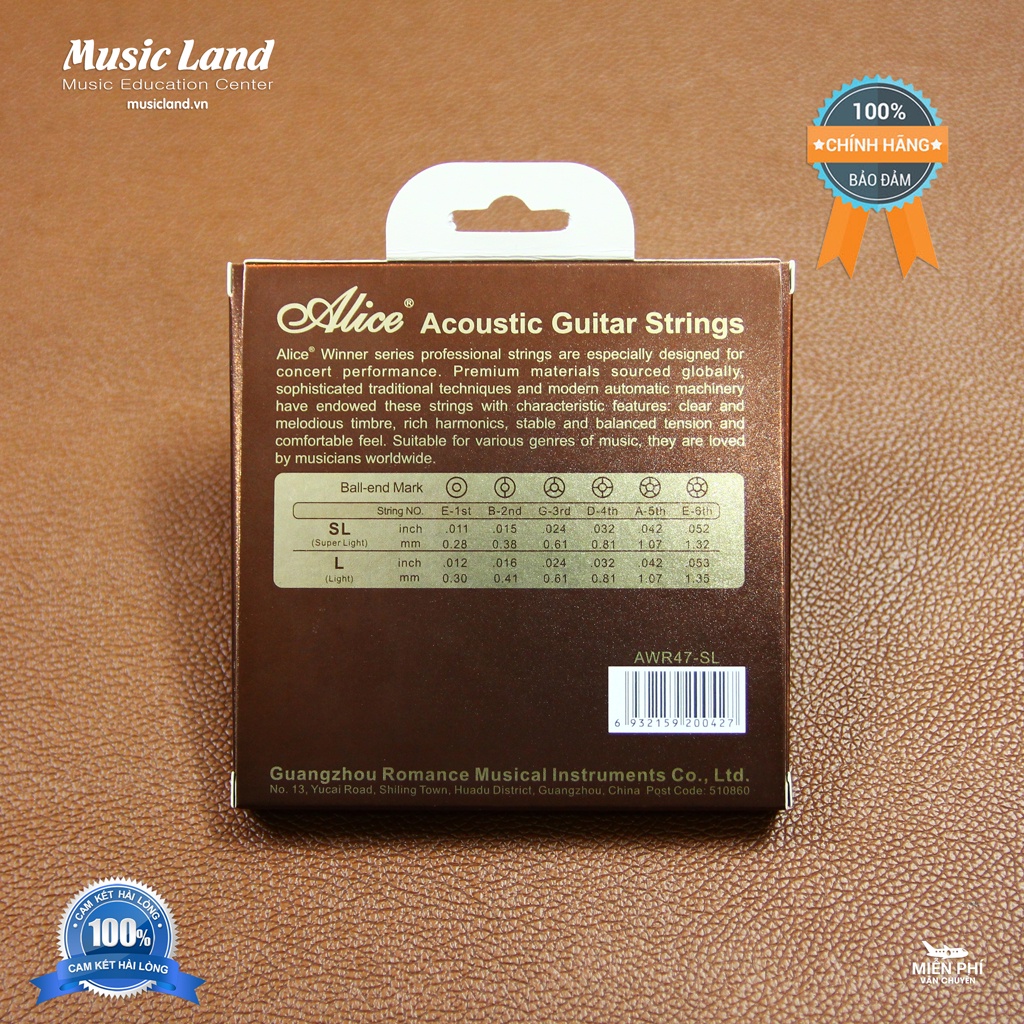 Music Land
Music Education Center
musicland.vn
100%
CHÍNH HÃNG
BẢO ĐẢM
Alice® Acoustic Guitar Strings
Alice® Winner series professional strings are especially designed for
concert performance. Premium materials sourced globally,
sophisticated traditional techniques and modern automatic machinery
have endowed these strings with characteristic features: clear and
melodious timbre, rich harmonics, stable and balanced tension and
comfortable feel. Suitable for various genres of music, they are loved
by musicians worldwide.
Ball-end Mark
String NO. E-1st B-2nd G-3rd D-4th A-5th E-6th
SL inch .011 .015 .024 .032 .042 .052
(Super Light) mm 0.28 0.38 0.61 0.81 1.07 1.32
L inch .012 .016 .024 .032 .042 .053
(Light) mm 0.30 0.41 0.61 0.81 1.07 1.35
AWR47-SL
6 932159 200427
Guangzhou Romance Musical Instruments Co., Ltd.
No. 13, Yucai Road, Shiling Town, Huadu District, Guangzhou, China Post Code: 510860
CAM KẾT HÀI LÒNG
100%
CAM KẾT HÀI LÒNG
MIỄN PHÍ
VẬN CHUYỂN